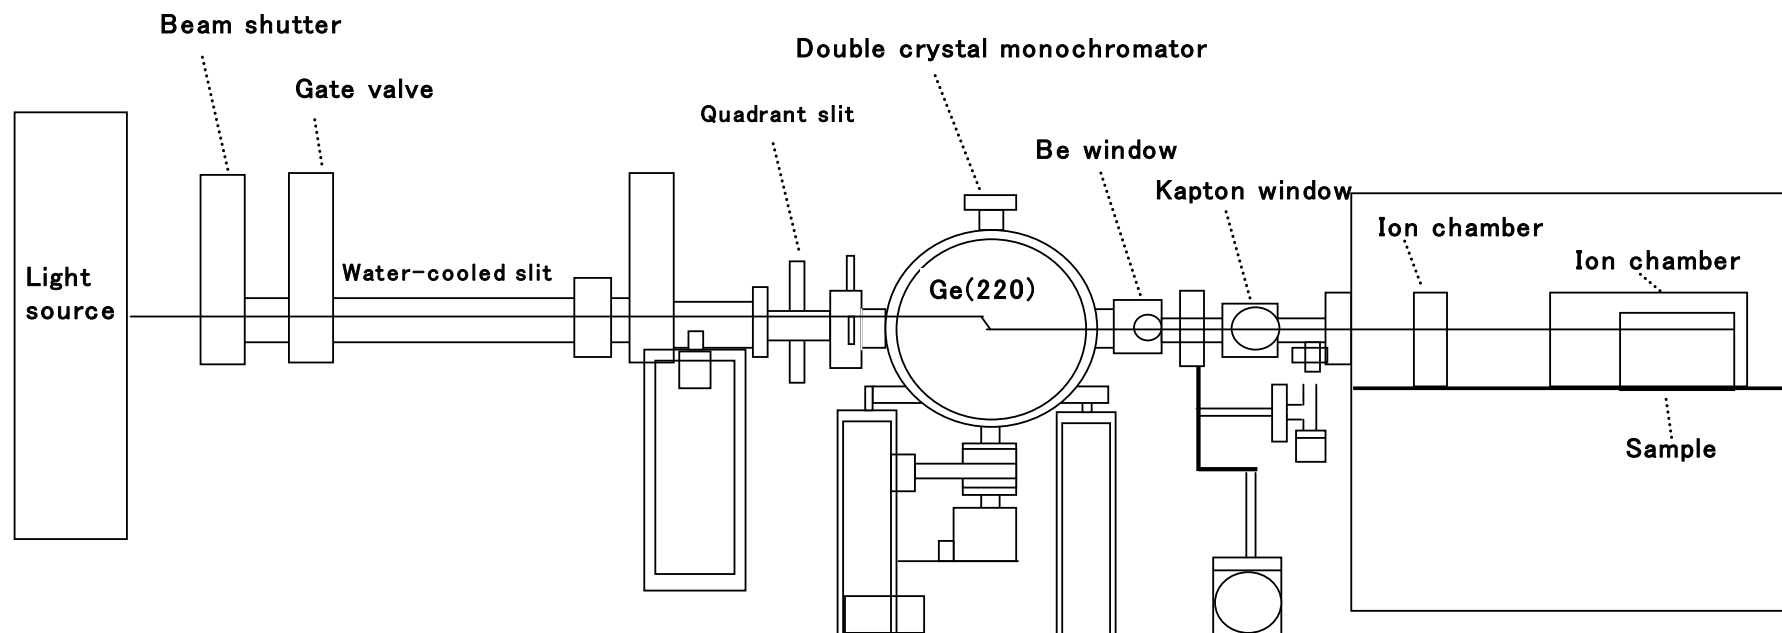 Beam shutter
Double crystal monochromator
Gate valve
Quadrant slit
Be window
Kapton window
Ion chamber
Ion chamber
Water-cooled slit
Light
source
Ge(220)
Sample